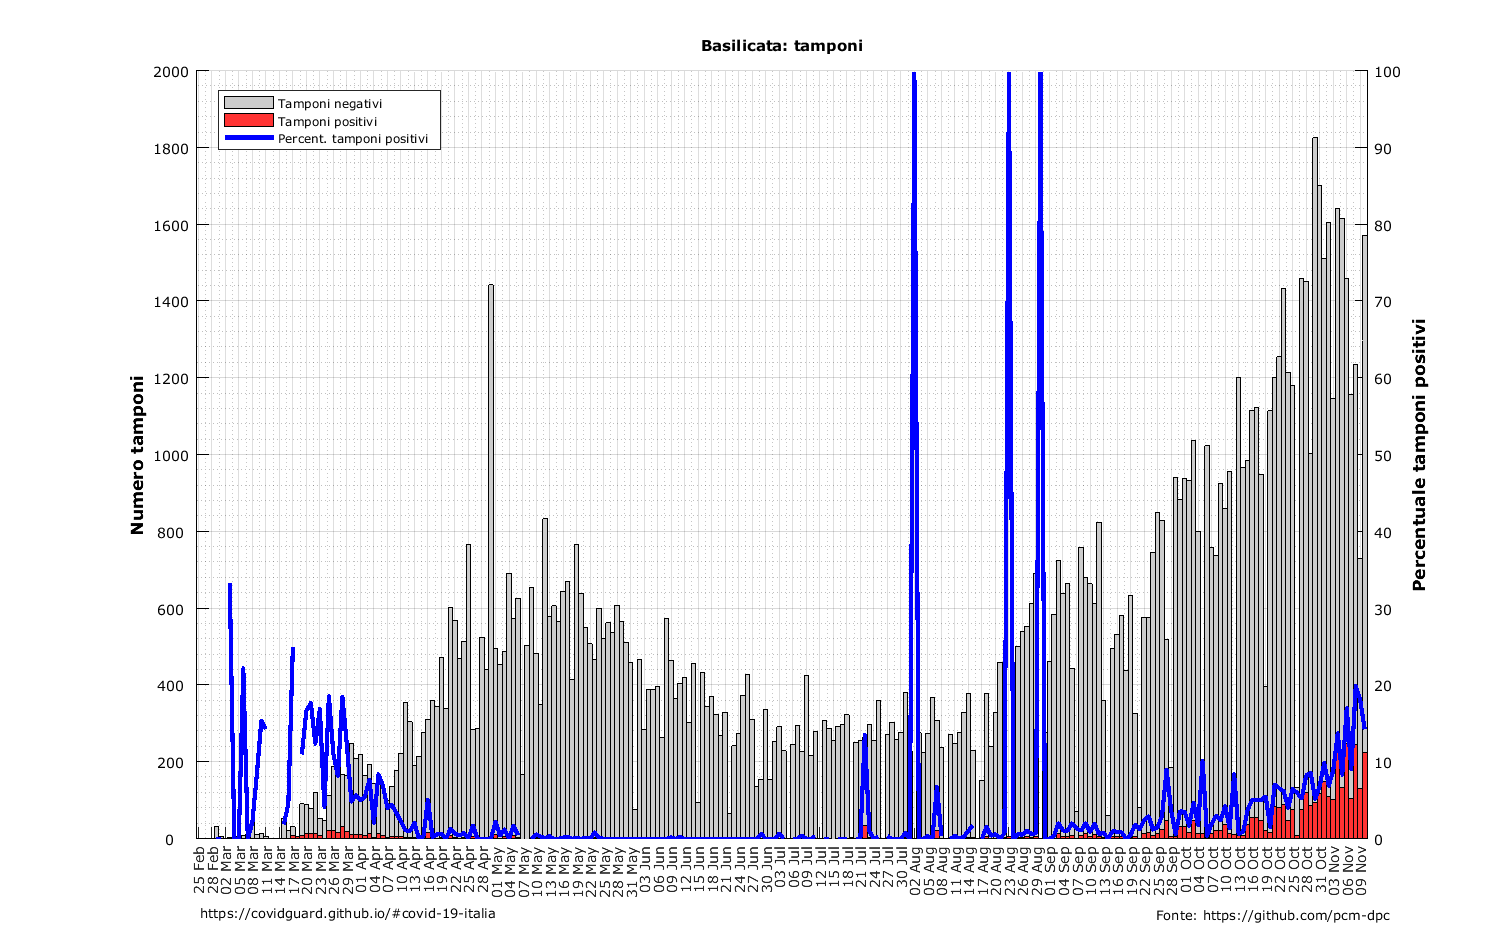 Basilicata: tamponi
Tamponi negativi
Tamponi positivi
Percent. tamponi positivi
Numero tamponi
2000
1800
1600
1400
1200
1000
800
600
400
200
0
Percentuale tamponi positivi
100
90
80
70
60
50
40
30
20
10
0
25 Feb
28 Feb
02 Mar
05 Mar
08 Mar
11 Mar
14 Mar
17 Mar
20 Mar
23 Mar
26 Mar
29 Mar
01 Apr
04 Apr
07 Apr
10 Apr
13 Apr
16 Apr
19 Apr
22 Apr
25 Apr
28 Apr
01 May
04 May
07 May
10 May
13 May
16 May
19 May
22 May
25 May
28 May
31 May
03 Jun
06 Jun
09 Jun
12 Jun
15 Jun
18 Jun
21 Jun
24 Jun
27 Jun
30 Jun
03 Jul
06 Jul
09 Jul
12 Jul
15 Jul
18 Jul
21 Jul
24 Jul
27 Jul
30 Jul
02 Aug
05 Aug
08 Aug
11 Aug
14 Aug
17 Aug
20 Aug
23 Aug
26 Aug
29 Aug
01 Sep
04 Sep
07 Sep
10 Sep
13 Sep
16 Sep
19 Sep
22 Sep
25 Sep
28 Sep
01 Oct
04 Oct
07 Oct
10 Oct
13 Oct
16 Oct
19 Oct
22 Oct
25 Oct
28 Oct
31 Oct
03 Nov
06 Nov
09 Nov
https://covidguard.github.io/#covid-19-italia
Fonte: https://github.com/pcm-dpc